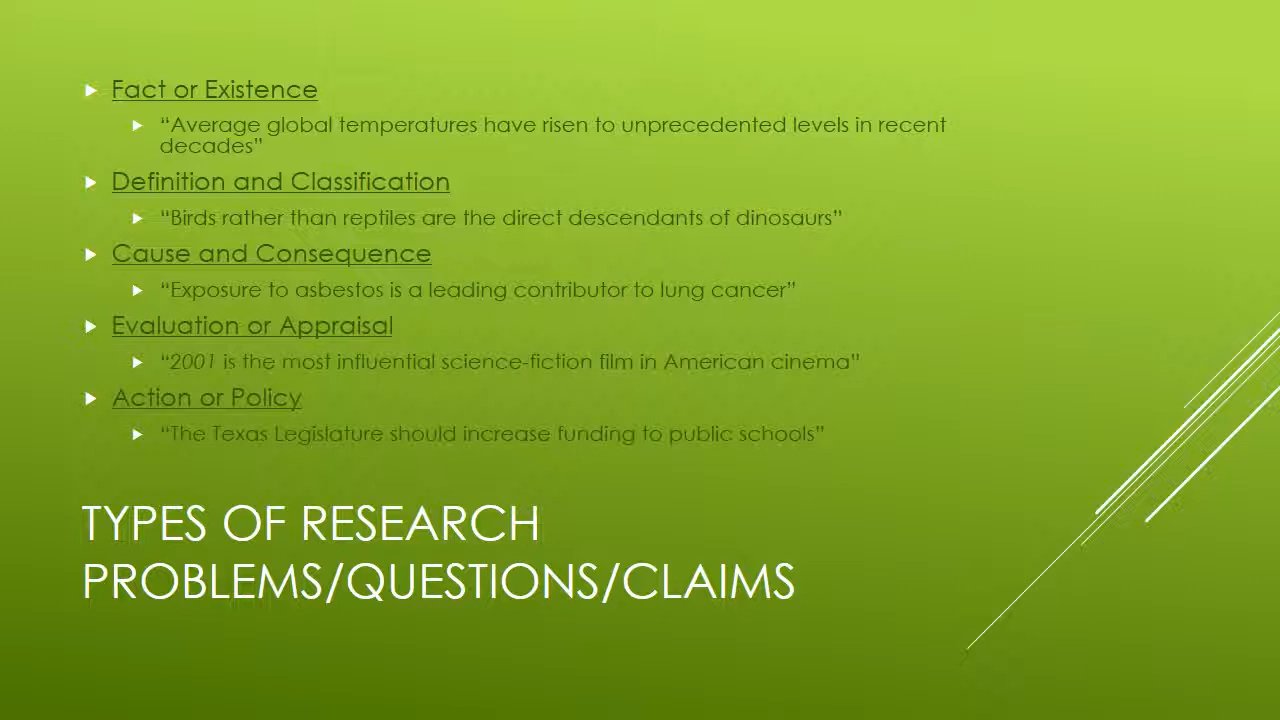 Fact or Existence
“Average global temperatures have risen to unprecedented levels in recent
decades”
Definition and Classification
“Birds rather than reptiles are the direct descendants of dinosaurs”
Cause and Consequence
“Exposure to asbestos is a leading contributor to lung cancer”
Evaluation or Appraisal
“2001 is the most influential science-fiction film in American cinema”
Action or Policy
“The Texas Legislature should increase funding to public schools”
TYPES OF RESEARCH
PROBLEMS/QUESTIONS/CLAIMS